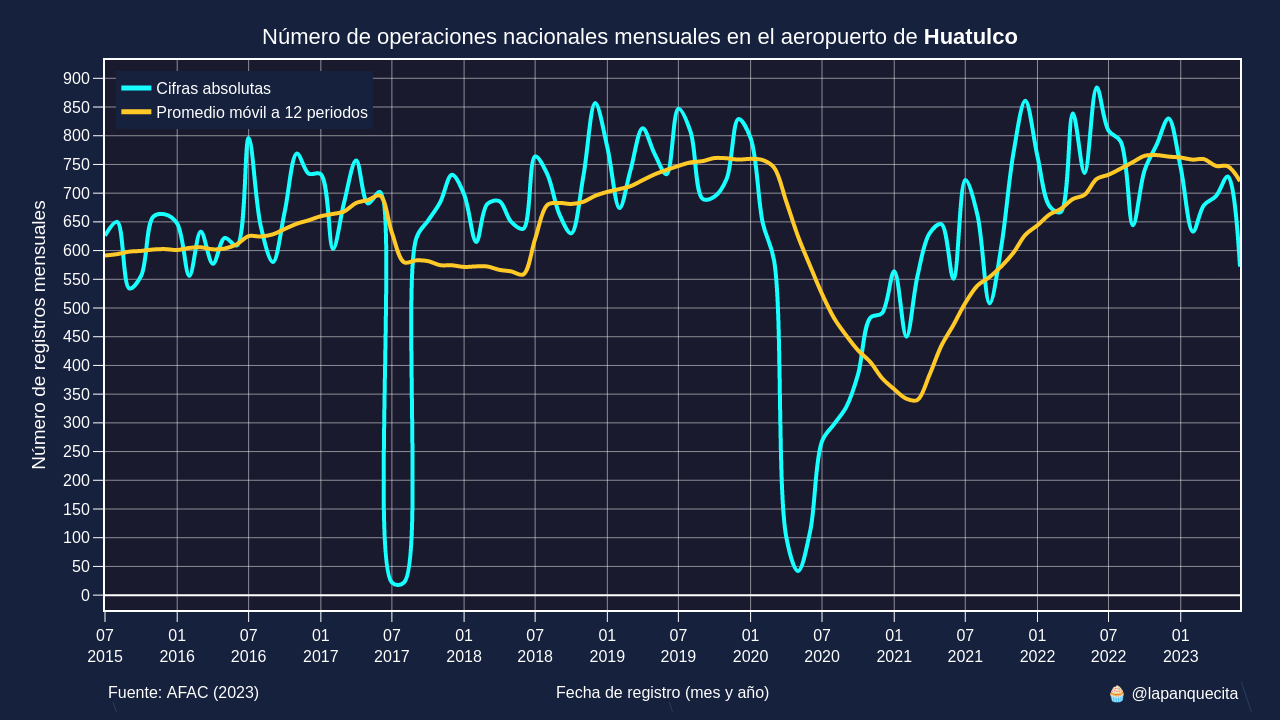 Número de operaciones nacionales mensuales en el aeropuerto de Huatulco
Cifras absolutas
Promedio móvil a 12 periodos
Número de registros mensuales
900
850
800
750
700
650
600
550
500
450
400
350
300
250
200
150
100
50
0
07 01 07 01 07 01 07 01 07 01 07 01 07 01 07 01
2015 2016 2016 2017 2017 2018 2018 2019 2019 2020 2020 2021 2021 2022 2022 2023
Fuente: AFAC (2023) Fecha de registro (mes y año) 🧁 @lapanquecita